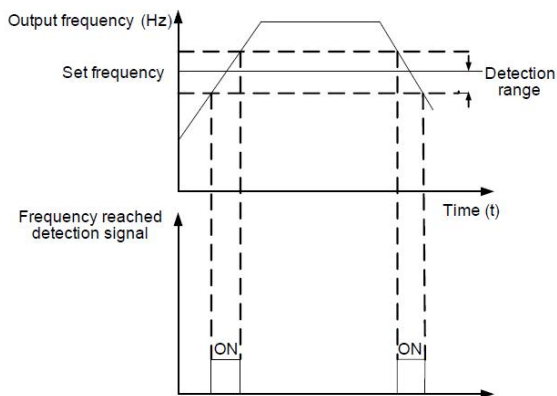 Output frequency (Hz)
Set frequency
Detection
range
Time (t)
Frequency reached
detection signal
ON
ON